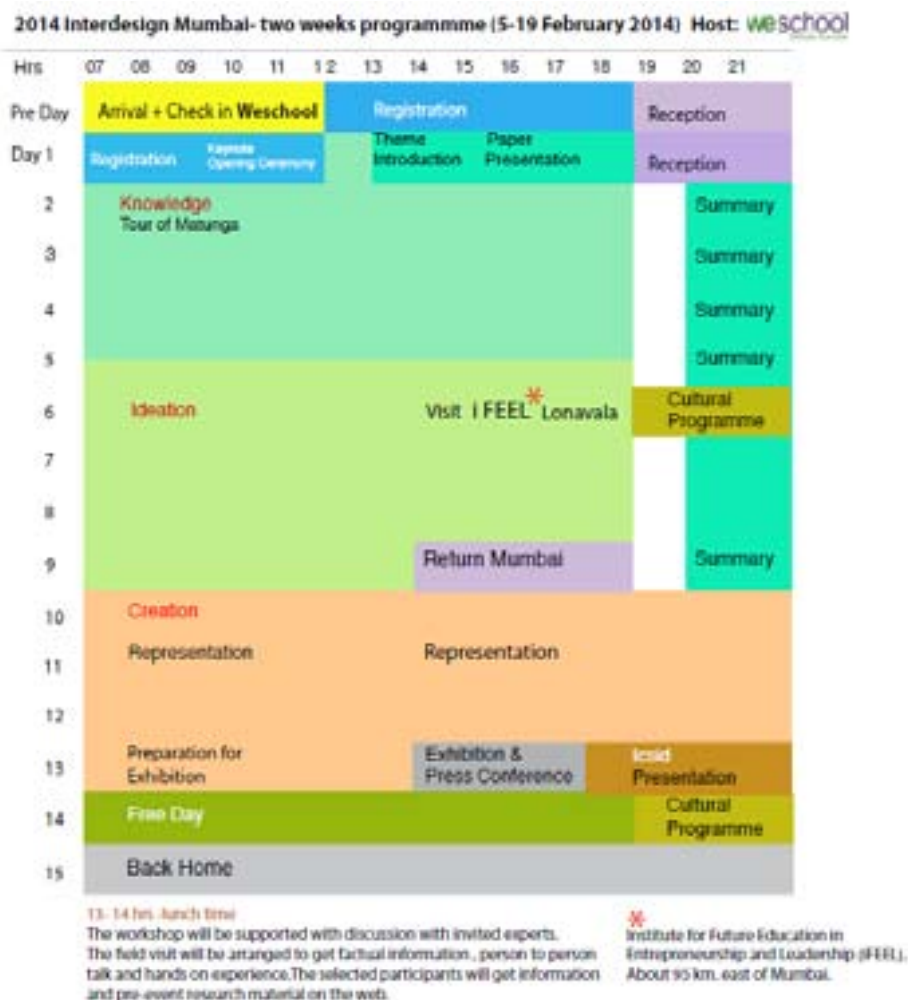 2014 Interdesign Mumbai- two weeks programmme (5-19 February 2014) Host: weschool
Hrs 07 08 09 10 11 12 13 14 15 16 17 18 19 20 21
Pre Day Arrival + Check in Weschool Registration Reception
Day 1 Registration Keynote Opening Ceremony Theme Introduction Paper Presentation Reception
2 Knowledge Summary
Tour of Matunga
3 Summary
4 Summary
5 Summary
6 Ideation Visit I FEEL * Lonavala Cultural Programme
7
8
9 Return Mumbai Summary
10 Creation
11 Representation Representation
12
13 Preparation for Exhibition Exhibition & Press Conference Icsid Presentation
14 Free Day Cultural Programme
15 Back Home
13- 14 hrs -lunch time
The workshop will be supported with discussion with invited experts.
The field visit will be arranged to get factual information , person to person
talk and hands on experience.The selected participants will get information
and pre-event research material on the web.
*
Institute for Future Education in
Entrepreneurship and Leadership (iFEEL).
About 90 km. east of Mumbai.